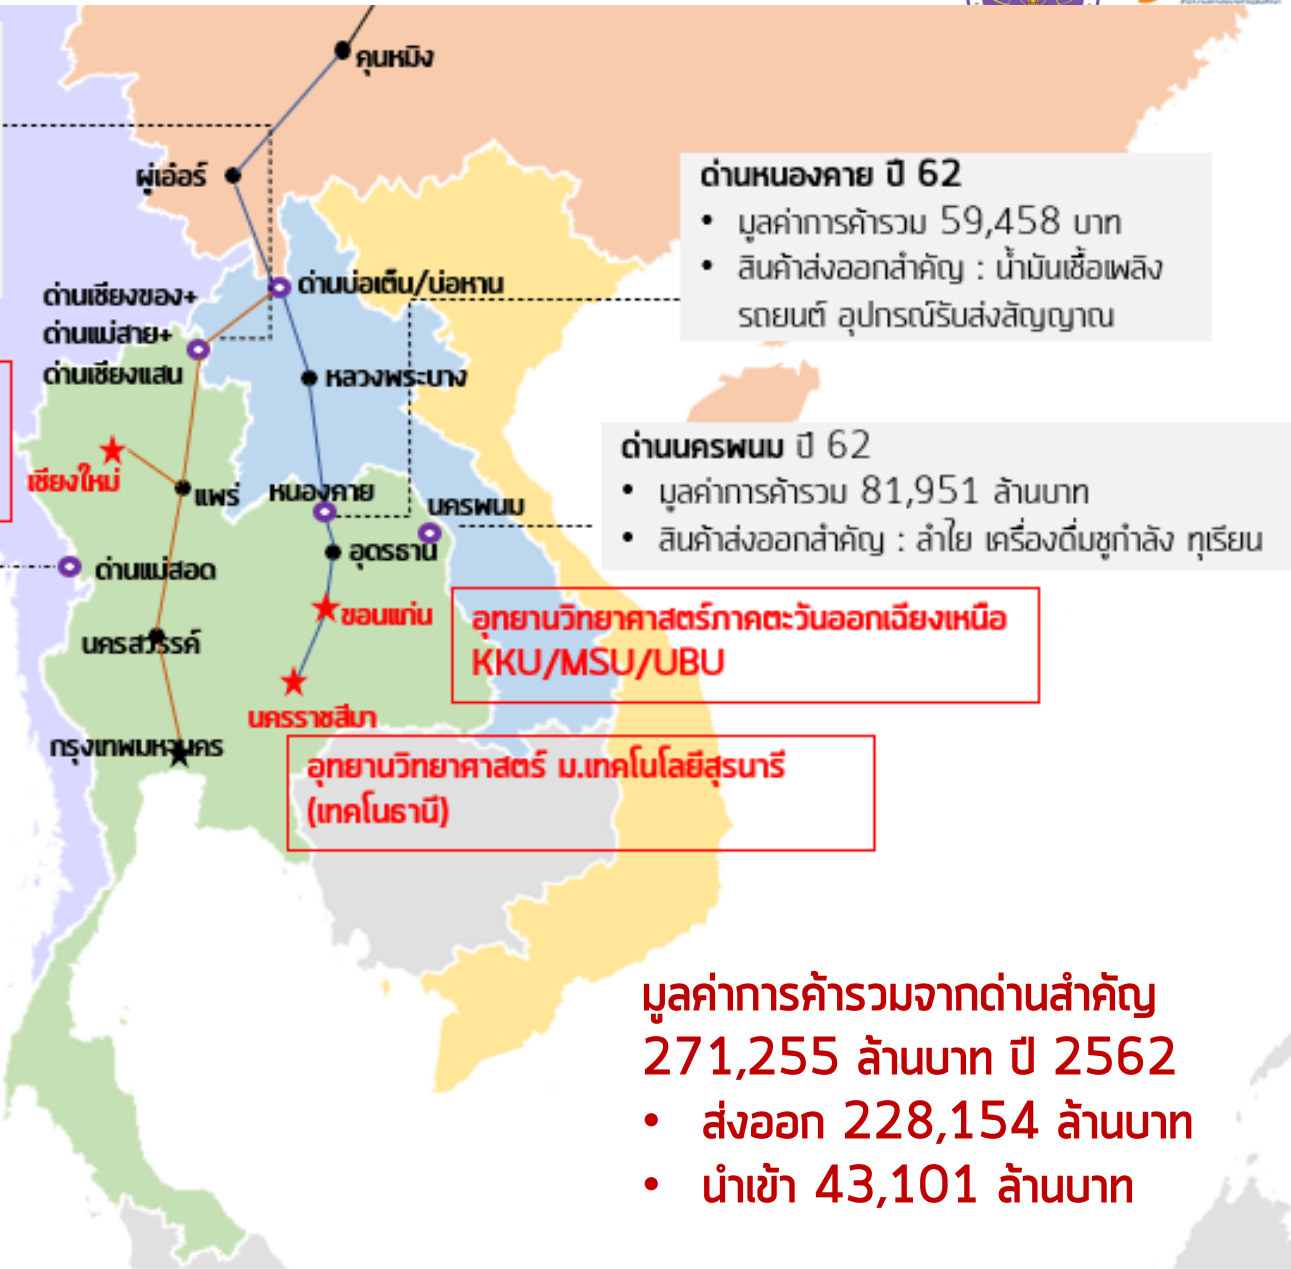 คุนหมิง
ผู่เอ๋อร์
ด่านหนองคาย ปี 62
• มูลค่าการค้ารวม 59,458 บาท
• สินค้าส่งออกสำคัญ : น้ำมันเชื้อเพลิง
รถยนต์ อุปกรณ์รับส่งสัญญาณ
ด่านบ่อเต็น/บ่อหาน
ด่านเชียงของ+
ด่านแม่สาย+
ด่านเชียงแสน
หลวงพระบาง
ด่านนครพนม ปี 62
• มูลค่าการค้ารวม 81,951 ล้านบาท
• สินค้าส่งออกสำคัญ : ลำไย เครื่องดื่มชูกำลัง ทุเรียน
เชียงใหม่
แพร่
หนองคาย
นครพนม
อุดรธานี
ด่านแม่สอด
ขอนแก่น
อุทยานวิทยาศาสตร์ภาคตะวันออกเฉียงเหนือ
KKU/MSU/UBU
นครสวรรค์
นครราชสีมา
กรุงเทพมหานคร
อุทยานวิทยาศาสตร์ ม.เทคโนโลยีสุรนารี
(เทคโนธานี)
มูลค่าการค้ารวมจากด่านสำคัญ
271,255 ล้านบาท ปี 2562
• ส่งออก 228,154 ล้านบาท
• นำเข้า 43,101 ล้านบาท